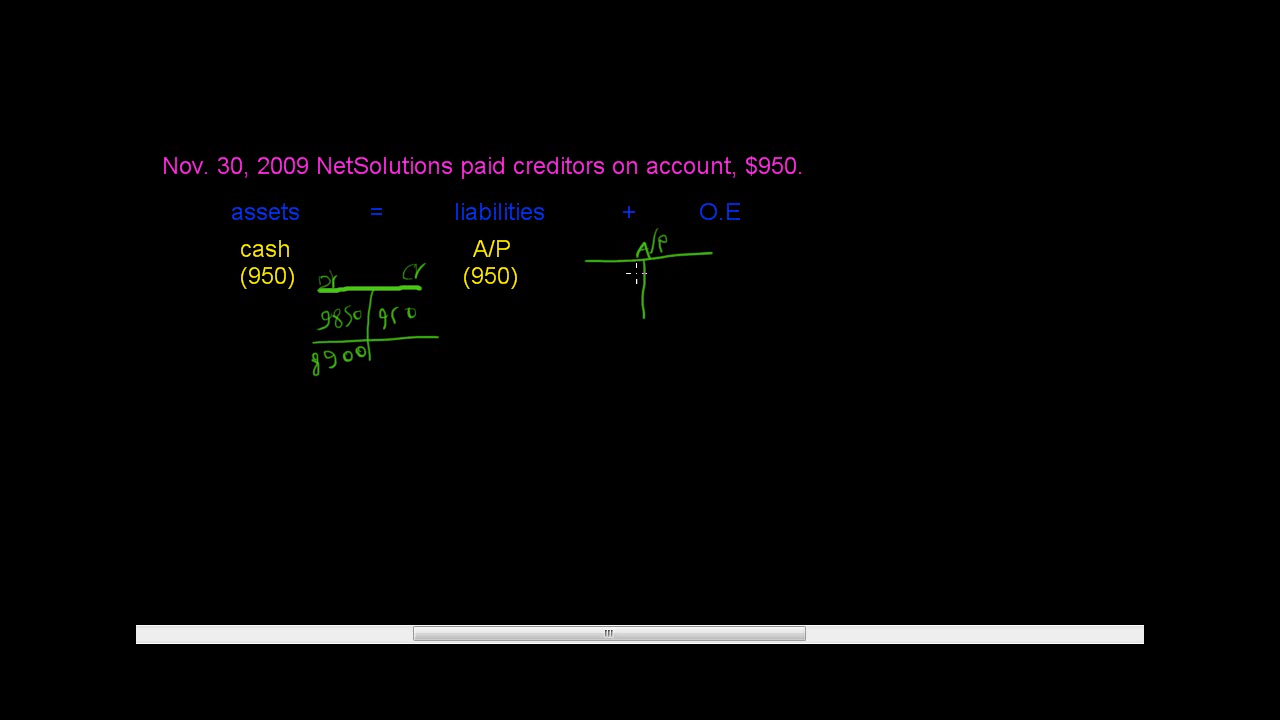 Nov. 30, 2009 NetSolutions paid creditors on account, $950.
assets = liabilities + O.E
cash A/P A/P
(950) Dr Cr (950)
9850 950
8900